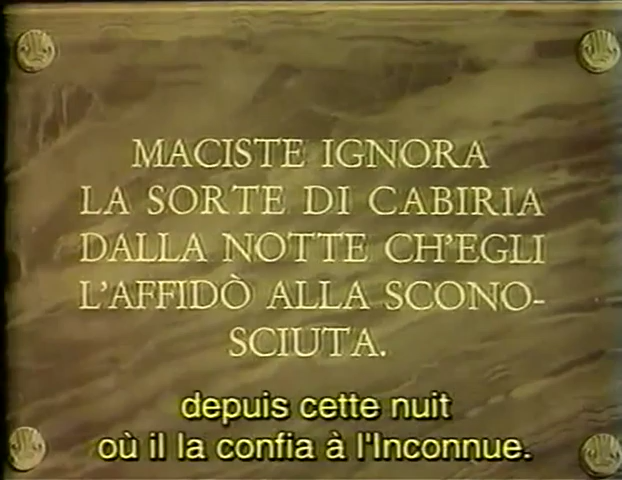 MACISTE IGNORA
LA SORTE DI CABIRIA
DALLA NOTTE CH'EGLI
L'AFFIDÒ ALLA SCONO-
SCIUTA.
depuis cette nuit
où il la confia à l'Inconnue.